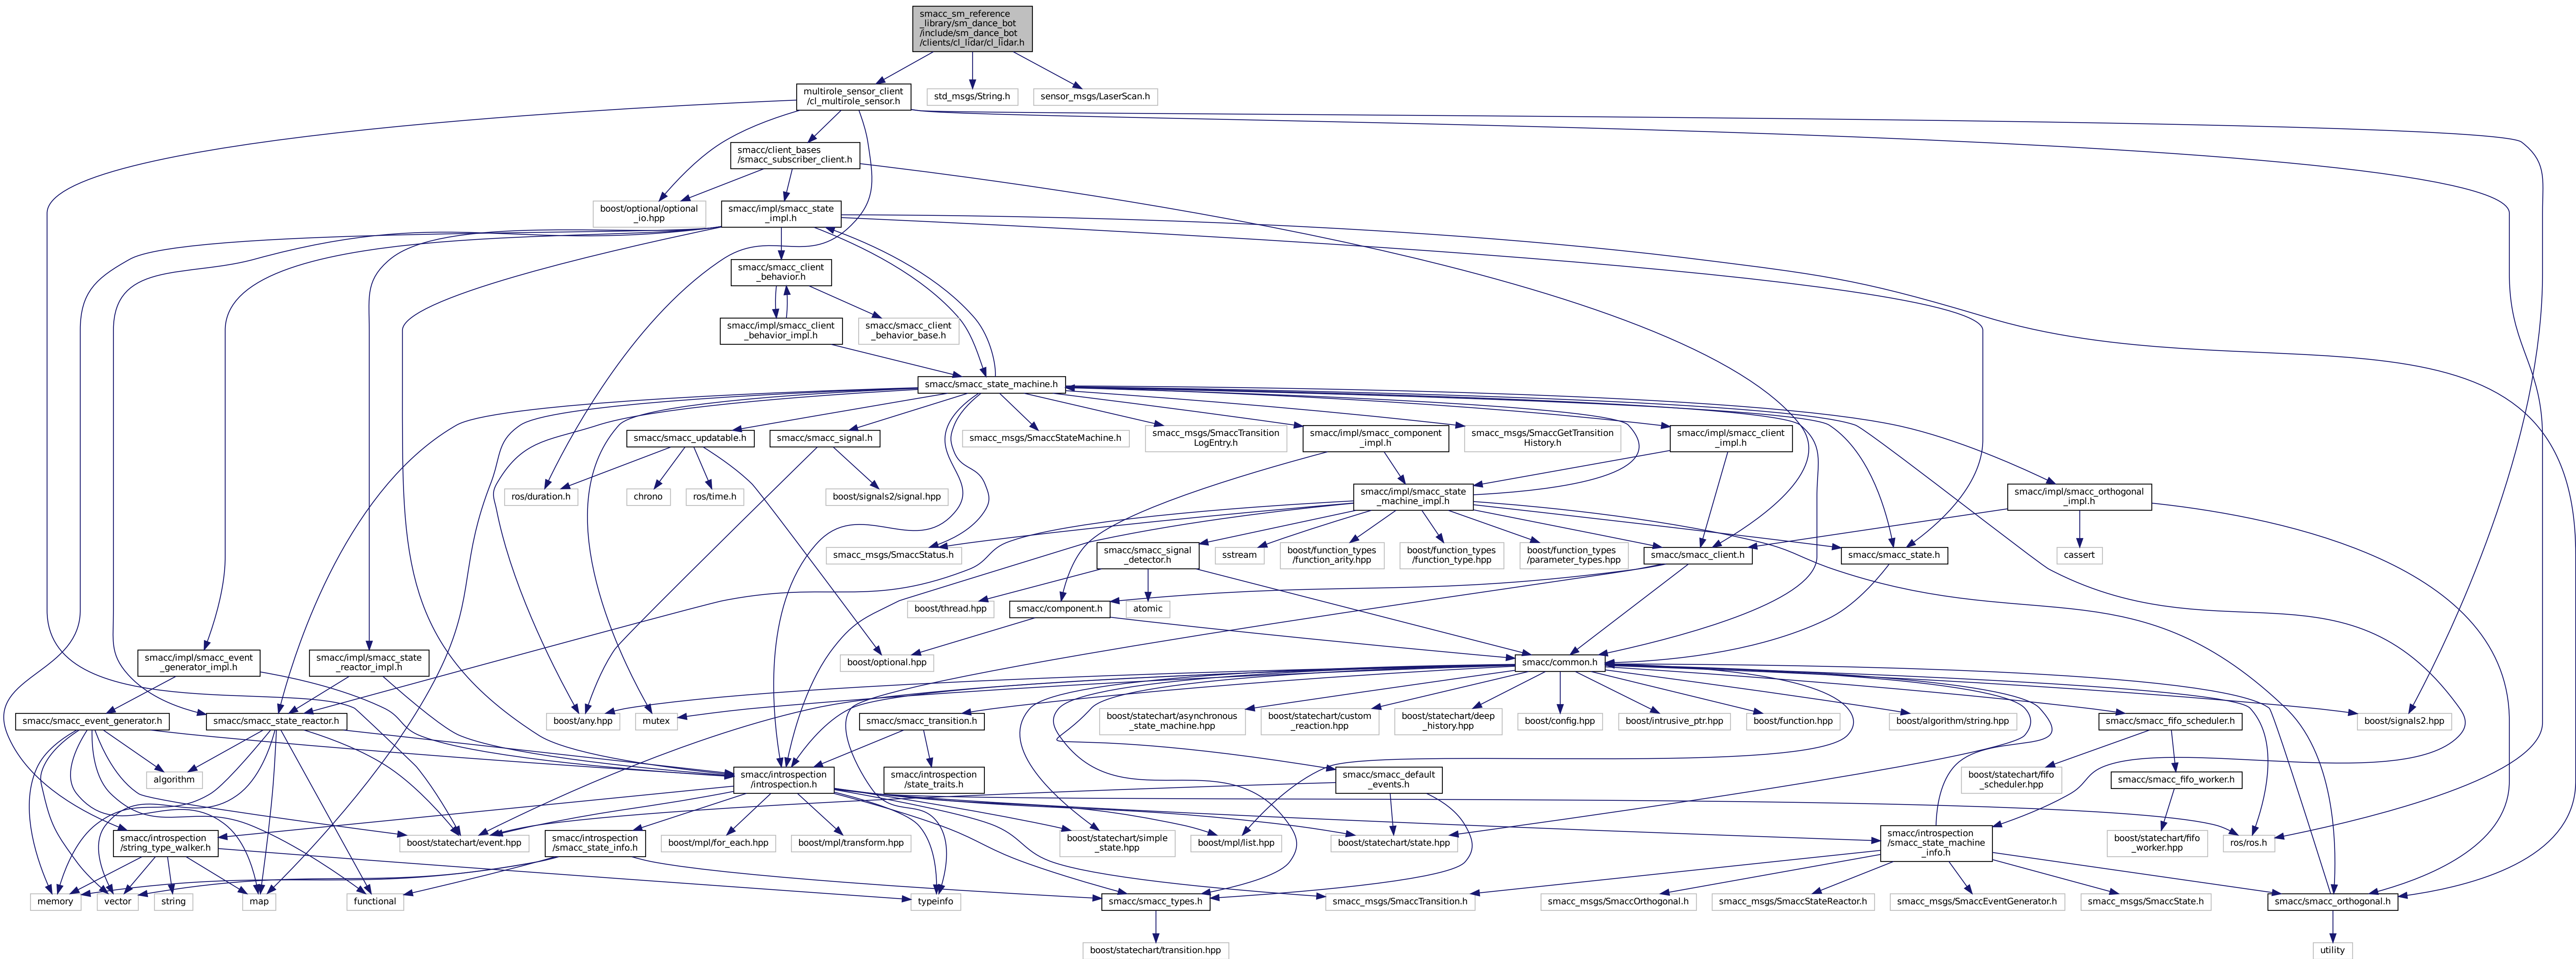 smacc_sm_reference
_library/sm_dance_bot
/include/sm_dance_bot
/clients/cl_lidar/cl_lidar.h
multirole_sensor_client
/cl_multirole_sensor.h
std_msgs/String.h
sensor_msgs/LaserScan.h
smacc/client_bases
/smacc_subscriber_client.h
boost/optional/optional
_io.hpp
smacc/impl/smacc_state
_impl.h
smacc/smacc_client
_behavior.h
smacc/impl/smacc_client
_behavior_impl.h
smacc/smacc_client
_behavior_base.h
smacc/smacc_state_machine.h
smacc/smacc_updatable.h
smacc/smacc_signal.h
smacc_msgs/SmaccStateMachine.h
smacc_msgs/SmaccTransition
LogEntry.h
smacc/impl/smacc_component
_impl.h
smacc_msgs/SmaccGetTransition
History.h
smacc/impl/smacc_client
_impl.h
ros/duration.h
chrono
ros/time.h
boost/signals2/signal.hpp
smacc/impl/smacc_state
_machine_impl.h
smacc/impl/smacc_orthogonal
_impl.h
smacc_msgs/SmaccStatus.h
smacc/smacc_signal
_detector.h
sstream
boost/function_types
/function_arity.hpp
boost/function_types
/function_type.hpp
boost/function_types
/parameter_types.hpp
smacc/smacc_client.h
smacc/smacc_state.h
cassert
boost/thread.hpp
smacc/component.h
atomic
smacc/impl/smacc_event
_generator_impl.h
smacc/impl/smacc_state
_reactor_impl.h
boost/optional.hpp
smacc/common.h
smacc/smacc_event_generator.h
smacc/smacc_state_reactor.h
boost/any.hpp
mutex
smacc/smacc_transition.h
boost/statechart/asynchronous
_state_machine.hpp
boost/statechart/custom
_reaction.hpp
boost/statechart/deep
_history.hpp
boost/config.hpp
boost/intrusive_ptr.hpp
boost/function.hpp
boost/algorithm/string.hpp
smacc/smacc_fifo_scheduler.h
boost/signals2.hpp
algorithm
smacc/introspection
/introspection.h
smacc/introspection
/state_traits.h
smacc/smacc_default
_events.h
boost/statechart/fifo
_scheduler.hpp
smacc/smacc_fifo_worker.h
smacc/introspection
/string_type_walker.h
boost/statechart/event.hpp
smacc/introspection
/smacc_state_info.h
boost/mpl/for_each.hpp
boost/mpl/transform.hpp
boost/statechart/simple
_state.hpp
boost/mpl/list.hpp
boost/statechart/state.hpp
smacc/introspection
/smacc_state_machine
_info.h
boost/statechart/fifo
_worker.hpp
ros/ros.h
memory
vector
string
map
functional
typeinfo
smacc/smacc_types.h
smacc_msgs/SmaccTransition.h
smacc_msgs/SmaccOrthogonal.h
smacc_msgs/SmaccStateReactor.h
smacc_msgs/SmaccEventGenerator.h
smacc_msgs/SmaccState.h
smacc/smacc_orthogonal.h
boost/statechart/transition.hpp
utility